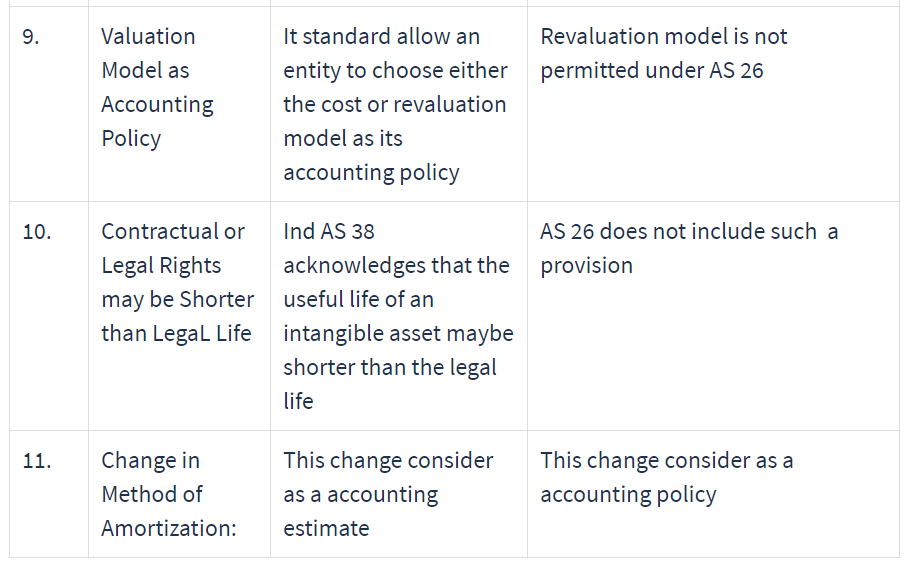 9.
Valuation
Model as
Accounting
Policy
It standard allow an
entity to choose either
the cost or revaluation
model as its
accounting policy
Revaluation model is not
permitted under AS 26
10.
Contractual or
Legal Rights
may be Shorter
than LegaL Life
Ind AS 38
acknowledges that the
useful life of an
intangible asset maybe
shorter than the legal
life
AS 26 does not include such  a
provision
11.
Change in
Method of
Amortization:
This change consider
as a accounting
estimate
This change consider as a
accounting policy